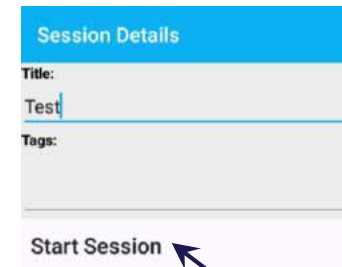 Session Details
Title:
Test
Tags:
Start Session